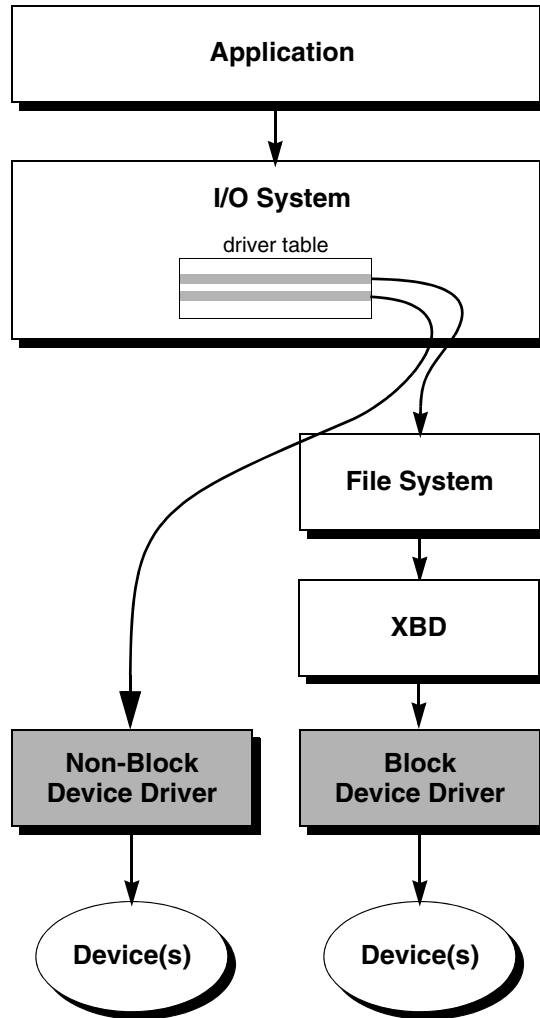 Application
I/O System
driver table
File System
XBD
Non-Block
Device Driver
Block
Device Driver
Device(s)
Device(s)